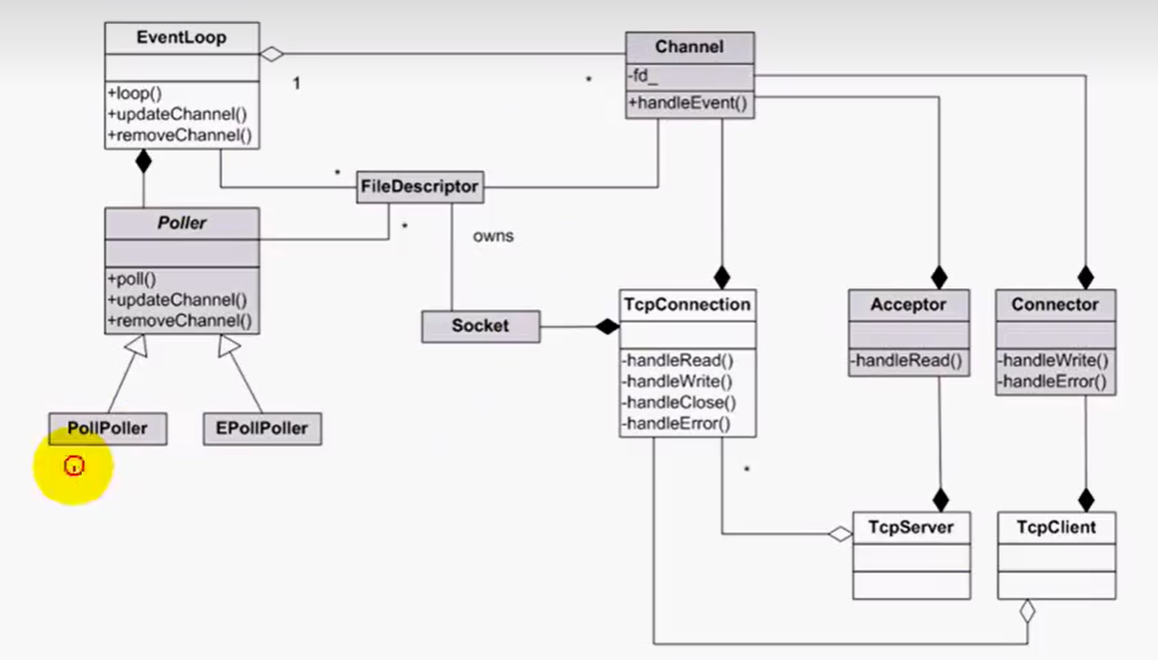 EventLoop
+loop()
+updateChannel()
+removeChannel()
1
*
Channel
-fd_
+handleEvent()
*
FileDescriptor
*
owns
Poller
+poll()
+updateChannel()
+removeChannel()
Socket
TcpConnection
-handleRead()
-handleWrite()
-handleClose()
-handleError()
Acceptor
-handleRead()
Connector
-handleWrite()
-handleError()
PollPoller
EPollPoller
*
TcpServer
TcpClient